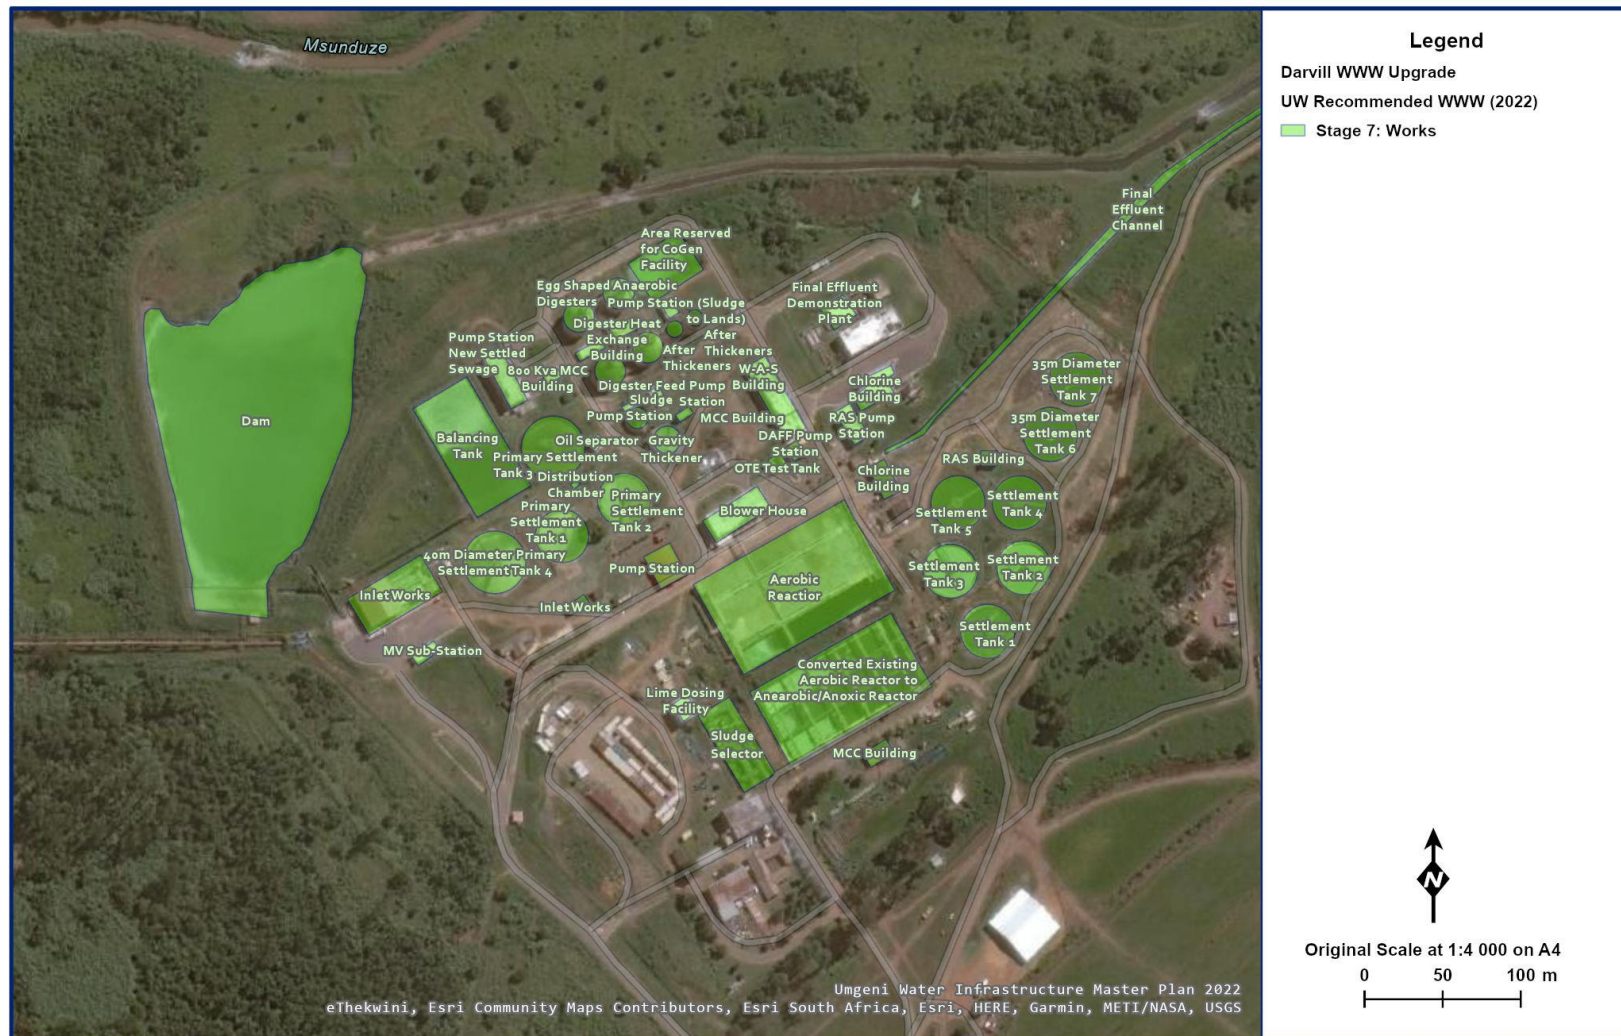 Msunduze
Final
Effluent
Channel
Area Reserved
for CoGen
Facility
Egg Shaped Anaerobic
Digesters
Pump Station (Sludge
to Lands)
Final Effluent
Demonstration
Plant
Digester Heat
Exchange
Building
After
Thickeners
After
Thickeners
Pump Station
New Settled
Sewage
800 Kva MCC
Building
W-A-S
Building
Digester Feed Pump
Station
Sludge
Pump Station
MCC Building
Chlorine
Building
RAS Pump
Station
35m Diameter
Settlement
Tank 7
35m Diameter
Settlement
Tank 6
Dam
Balancing
Tank
Oil Separator
Primary Settlement
Tank 3
Gravity
Thickener
DAFF Pump
Station
OTE Test Tank
RAS Building
Chlorine
Building
Distribution
Chamber
Primary
Settlement
Tank 2
Primary
Settlement
Tank 1
Blower House
Settlement
Tank 4
Settlement
Tank 5
40m Diameter Primary
Settlement Tank 4
Pump Station
Aerobic
Reactior
Settlement
Tank 3
Settlement
Tank 2
Inlet Works
Inlet Works
Settlement
Tank 1
MV Sub-Station
Converted Existing
Aerobic Reactor to
Anearobic/Anoxic Reactor
Lime Dosing
Facility
Sludge
Selector
MCC Building
Umgeni Water Infrastructure Master Plan 2022
eThekwini, Esri Community Maps Contributors, Esri South Africa, Esri, HERE, Garmin, METI/NASA, USGS
Legend
Darvill WWW Upgrade
UW Recommended WWW (2022)
Stage 7: Works
N
Original Scale at 1:4 000 on A4
0 50 100 m